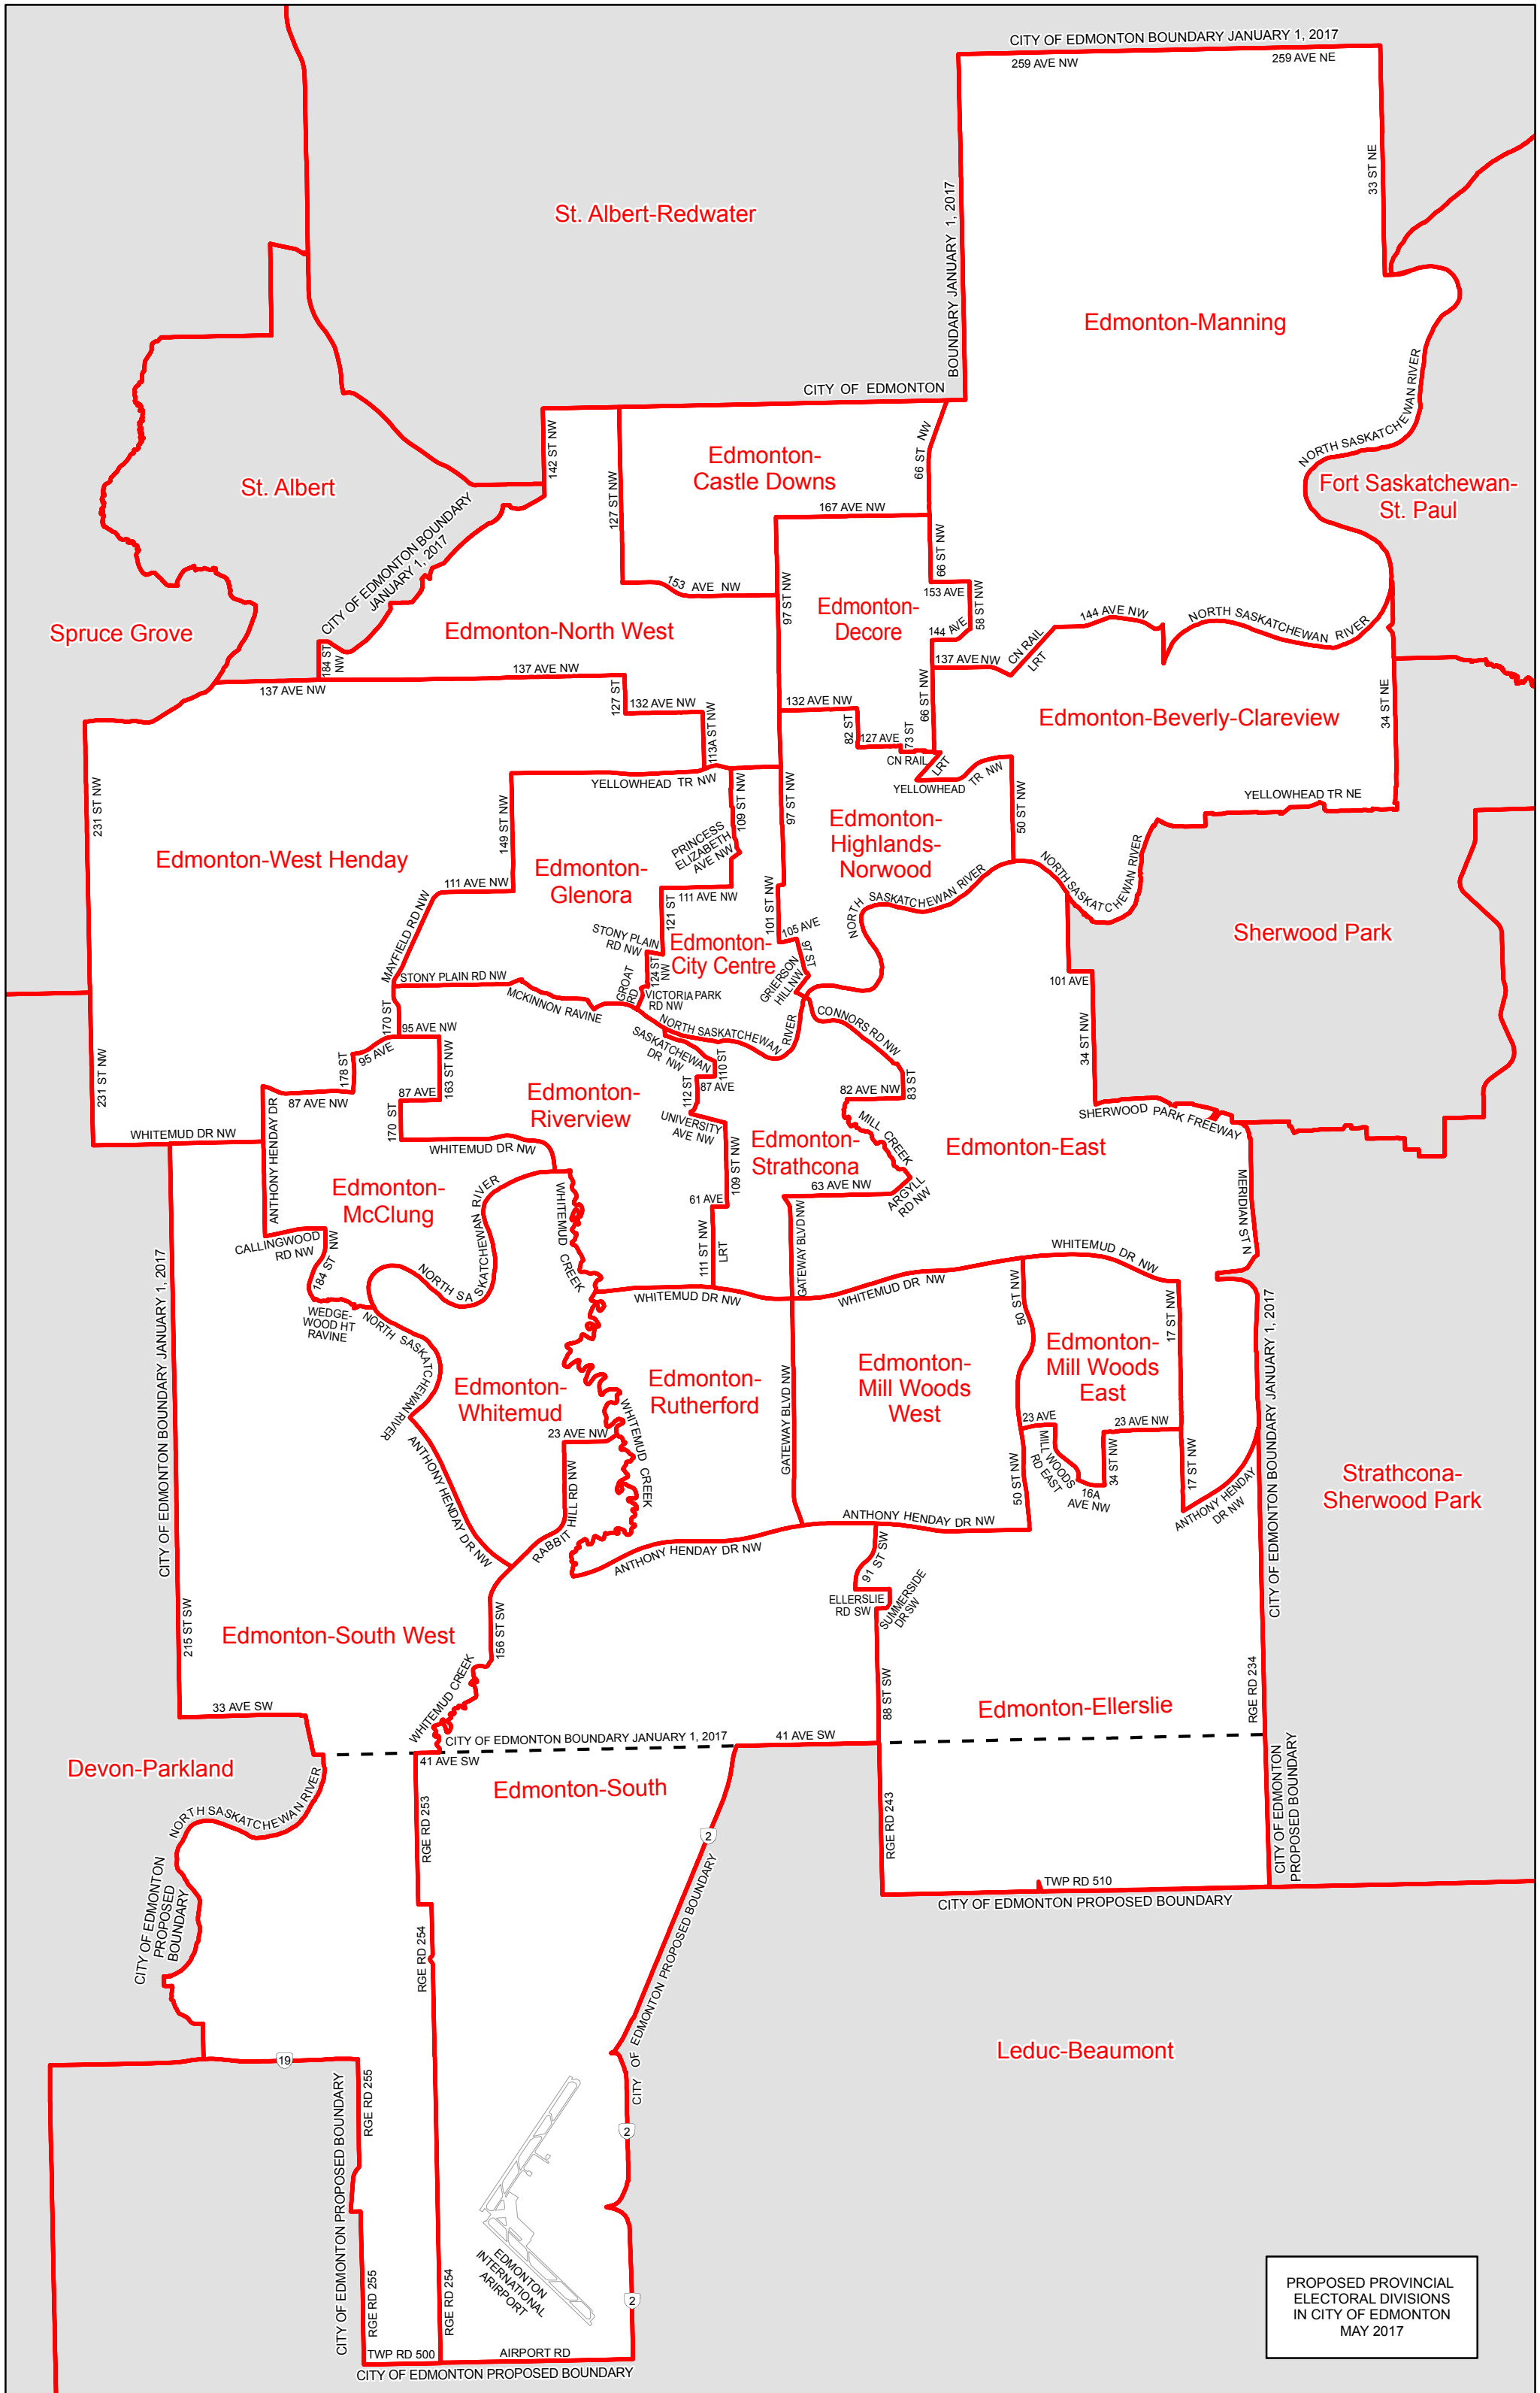 CITY OF EDMONTON BOUNDARY JANUARY 1, 2017
259 AVE NW
259 AVE NE
33 ST NE
BOUNDARY JANUARY 1, 2017
St. Albert-Redwater
Edmonton-Manning
NORTH SASKATCHEWAN RIVER
CITY OF EDMONTON
142 ST NW
127 ST NW
Edmonton-
Castle Downs
66 ST NW
167 AVE NW
St. Albert
Fort Saskatchewan-
St. Paul
CITY OF EDMONTON BOUNDARY
JANUARY 1, 2017
153 AVE NW
97 ST NW
66 ST NW
153 AVE
58 ST NW
144 AVE
Edmonton-
Decore
144 AVE NW
NORTH SASKATCHEWAN RIVER
Spruce Grove
Edmonton-North West
184 ST
NW
137 AVE NW
137 AVE NW
137 AVE NW
CN RAIL
LRT
127 ST
132 AVE NW
113A ST NW
132 AVE NW
82 ST
127 AVE
73 ST
66 ST NW
CN RAIL
LRT
Edmonton-Beverly-Clareview
34 ST NE
YELLOWHEAD TR NW
YELLOWHEAD TR NW
YELLOWHEAD TR NE
231 ST NW
149 ST NW
109 ST NW
97 ST NW
50 ST NW
PRINCESS
ELIZABETH
AVE NW
Edmonton-West Henday
Edmonton-
Glenora
Edmonton-
Highlands-
Norwood
111 AVE NW
111 AVE NW
121 ST
101 ST NW
NORTH SASKATCHEWAN RIVER
NORTH SASKATCHEWAN RIVER
Sherwood Park
MAYFIELD RD NW
STONY PLAIN
RD NW
Edmonton-
City Centre
105 AVE
97 ST
GRIERSON
HILL NW
124 ST
NW
GROAT
RD
VICTORIA PARK
RD NW
STONY PLAIN RD NW
MCKINNON RAVINE
101 AVE
34 ST NW
170 ST
95 AVE NW
95 AVE
178 ST
163 ST NW
NORTH SASKATCHEWAN
RIVER
SASKATCHEWAN
DR NW
CONNORS RD NW
110 ST
87 AVE
112 ST
UNIVERSITY
AVE NW
82 AVE NW
83 ST
231 ST NW
87 AVE NW
87 AVE
170 ST
Edmonton-
Riverview
Edmonton-
Strathcona
MILL CREEK
SHERWOOD PARK FREEWAY
Edmonton-East
WHITEMUD DR NW
ANTHONY HENDAY DR
WHITEMUD DR NW
109 ST NW
63 AVE NW
ARGYLL
RD NW
MERIDIAN ST N
Edmonton-
McClung
NORTH SASKATCHEWAN RIVER
WHITEMUD CREEK
61 AVE
111 ST NW
LRT
GATEWAY BLVD NW
CALLINGWOOD
RD NW
184 ST NW
WEDGE-
WOOD HT
RAVINE
WHITEMUD DR NW
WHITEMUD DR NW
WHITEMUD DR NW
50 ST NW
17 ST NW
CITY OF EDMONTON BOUNDARY JANUARY 1, 2017
NORTH SASKATCHEWAN RIVER
Edmonton-
Whitemud
Edmonton-
Rutherford
Edmonton-
Mill Woods
West
Edmonton-
Mill Woods
East
CITY OF EDMONTON BOUNDARY JANUARY 1, 2017
GATEWAY BLVD NW
23 AVE NW
WHITEMUD CREEK
23 AVE
MILL WOODS
RD EAST
16A
AVE NW
34 ST NW
23 AVE NW
17 ST NW
50 ST NW
ANTHONY HENDAY
DR NW
ANTHONY HENDAY DR NW
RABBIT HILL RD NW
ANTHONY HENDAY DR NW
ANTHONY HENDAY DR NW
Strathcona-
Sherwood Park
91 ST SW
ELLERSLIE
RD SW
SUMMERSIDE
DR SW
215 ST SW
Edmonton-South West
156 ST SW
WHITEMUD CREEK
88 ST SW
Edmonton-Ellerslie
RGE RD 234
33 AVE SW
CITY OF EDMONTON BOUNDARY JANUARY 1, 2017
41 AVE SW
41 AVE SW
Devon-Parkland
NORTH SASKATCHEWAN RIVER
Edmonton-South
RGE RD 253
2
RGE RD 243
CITY OF EDMONTON
PROPOSED BOUNDARY
TWP RD 510
CITY OF EDMONTON PROPOSED BOUNDARY
CITY OF EDMONTON
PROPOSED
BOUNDARY
RGE RD 254
CITY OF EDMONTON PROPOSED BOUNDARY
19
Leduc-Beaumont
RGE RD 255
CITY OF EDMONTON PROPOSED BOUNDARY
2
EDMONTON
INTERNATIONAL
ARIRPORT
RGE RD 255
RGE RD 254
2
TWP RD 500
AIRPORT RD
CITY OF EDMONTON PROPOSED BOUNDARY
PROPOSED PROVINCIAL
ELECTORAL DIVISIONS
IN CITY OF EDMONTON
MAY 2017